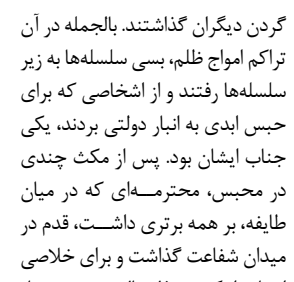 گردن دیگران گذاشتند. بالجمله در آن
تراکم امواج ظلم، بسی سلسله‌ها به زیر
سلسله‌ها رفتند و از اشخاصی که برای
حبس ابدی به انبار دولتی بردند، یکی
جناب ایشان بود. پس از مکث چندی
در محبس، محترمــه‌ای که در میان
طایفه، بر همه برتری داشــت، قدم در
میدان شفاعت گذاشت و برای خلاصی